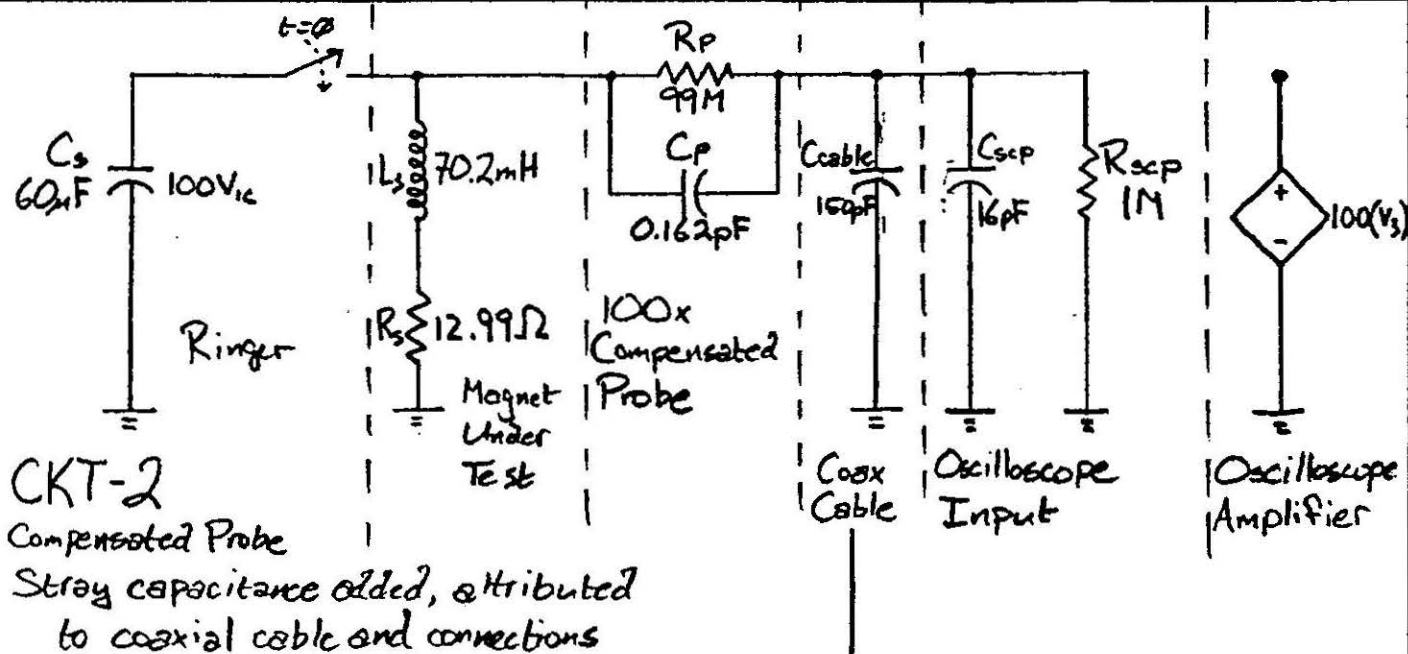 t=0
Rp
99M
Cs
60µF
100VIC
Ls
70.2mH
Cp
0.162pF
Ccable
150pF
Cscp
16pF
Rscp
1M
+
-
100(V3)
Ringer
Rs
12.99Ω
Magnet
Under
Test
100x
Compensated
Probe
Coax
Cable
Oscilloscope
Input
Oscilloscope
Amplifier
CKT-2
Compensated Probe
Stray capacitance added, attributed
to coaxial cable and connections